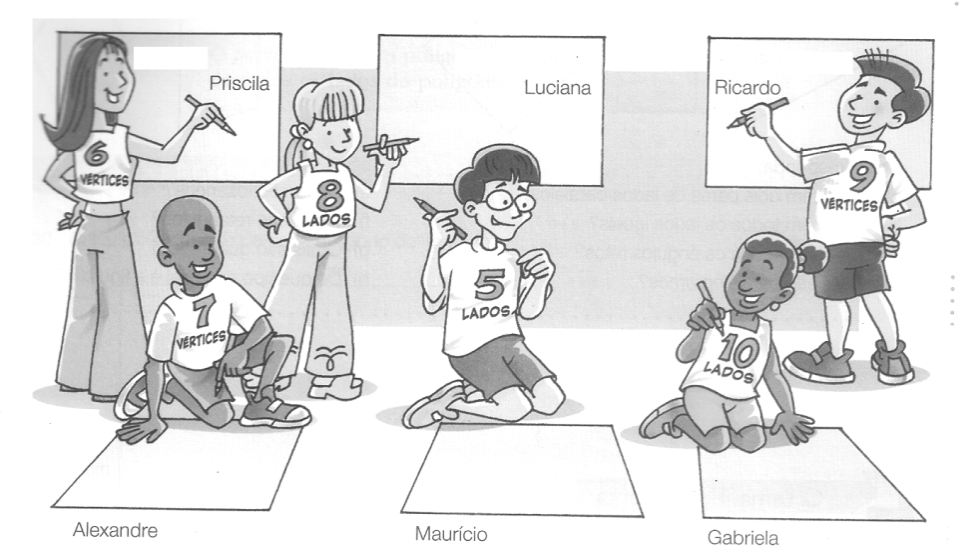 Priscila
Luciana
Ricardo
6
VÉRTICES
8
LADOS
9
VÉRTICES
7
VÉRTICES
5
LADOS
10
LADOS
Alexandre
Maurício
Gabriela